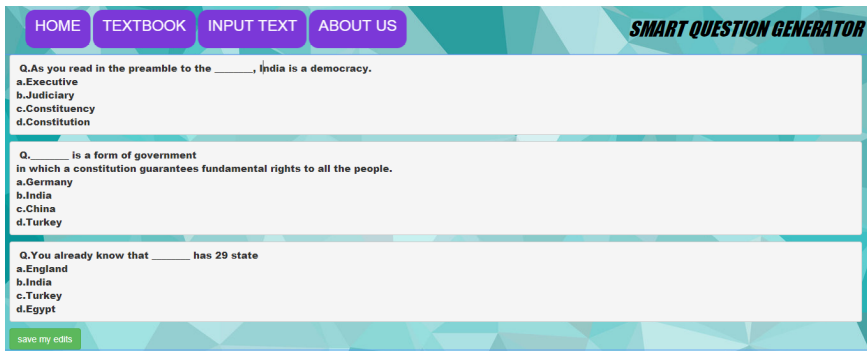 HOME TEXTBOOK INPUT TEXT ABOUT US SMART QUESTION GENERATOR
Q.As you read in the preamble to the _______, India is a democracy.
a.Executive
b.Judiciary
c.Constituency
d.Constitution
Q._______ is a form of government
in which a constitution guarantees fundamental rights to all the people.
a.Germany
b.India
c.China
d.Turkey
Q.You already know that _______ has 29 state
a.England
b.India
c.Turkey
d.Egypt
save my edits